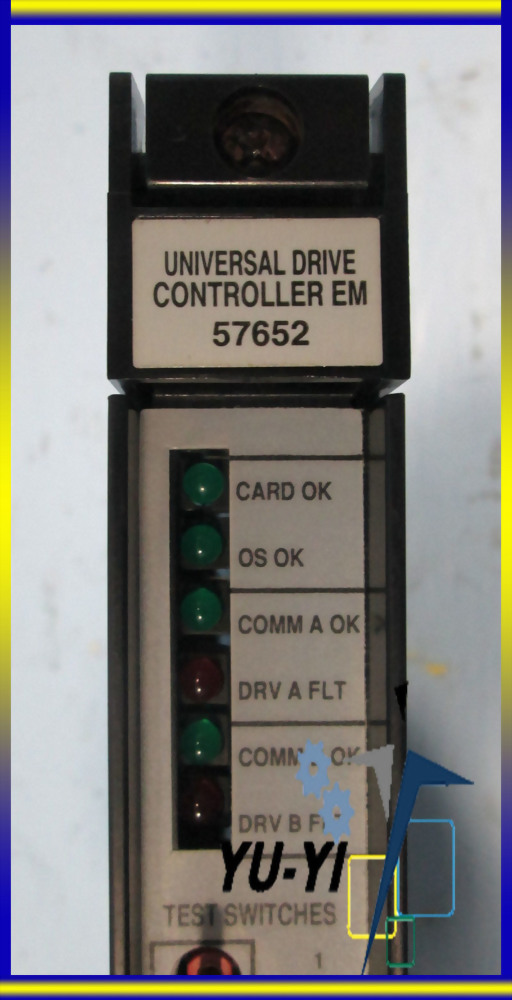 UNIVERSAL DRIVE
CONTROLLER EM
57652
CARD OK
OS OK
COMM A OK
DRV A FLT
COMM OK
DRV B
YU-YI
TEST SWITCHES
1